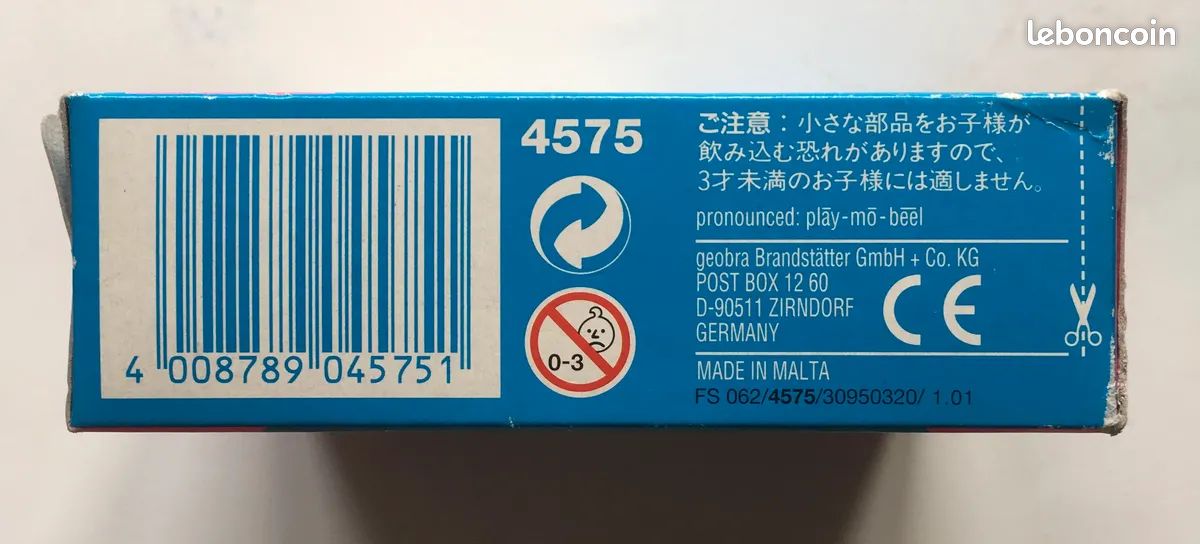 leboncoin
4 008789 045751
4575
0-3
ご注意：小さな部品をお子様が
飲み込む恐れがありますので、
3才未満のお子様には適しません。
pronounced: plāy-mō-bēēl
geobra Brandstätter GmbH + Co. KG
POST BOX 12 60
D-90511 ZIRNDORF
GERMANY
CE
MADE IN MALTA
FS 062/4575/30950320/ 1.01